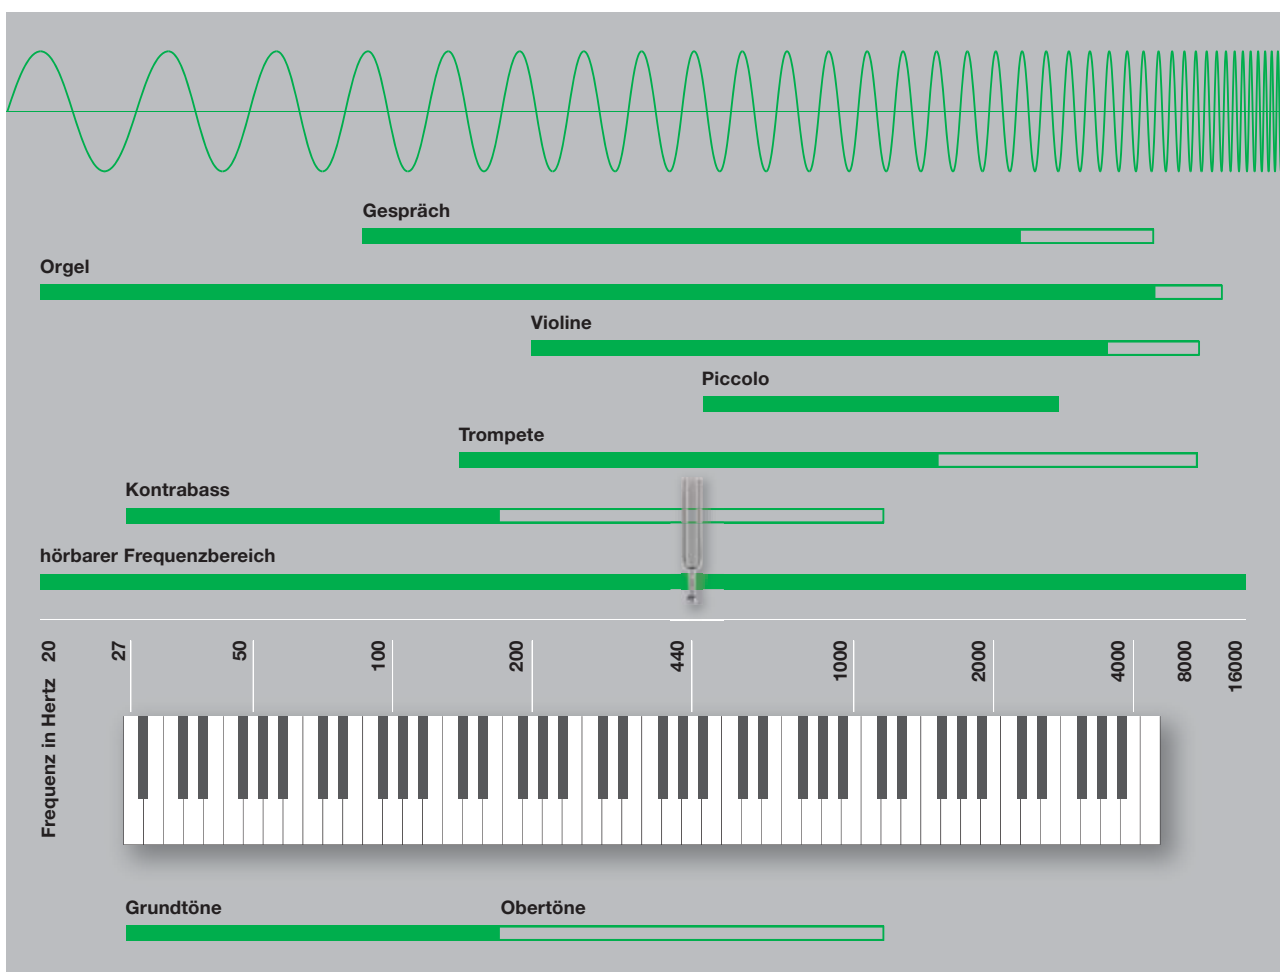 Gespräch
Orgel
Violine
Piccolo
Trompete
Kontrabass
hörbarer Frequenzbereich
Frequenz in Hertz 20 27 50 100 200 440 1000 2000 4000 8000 16000
Grundtöne Obertöne